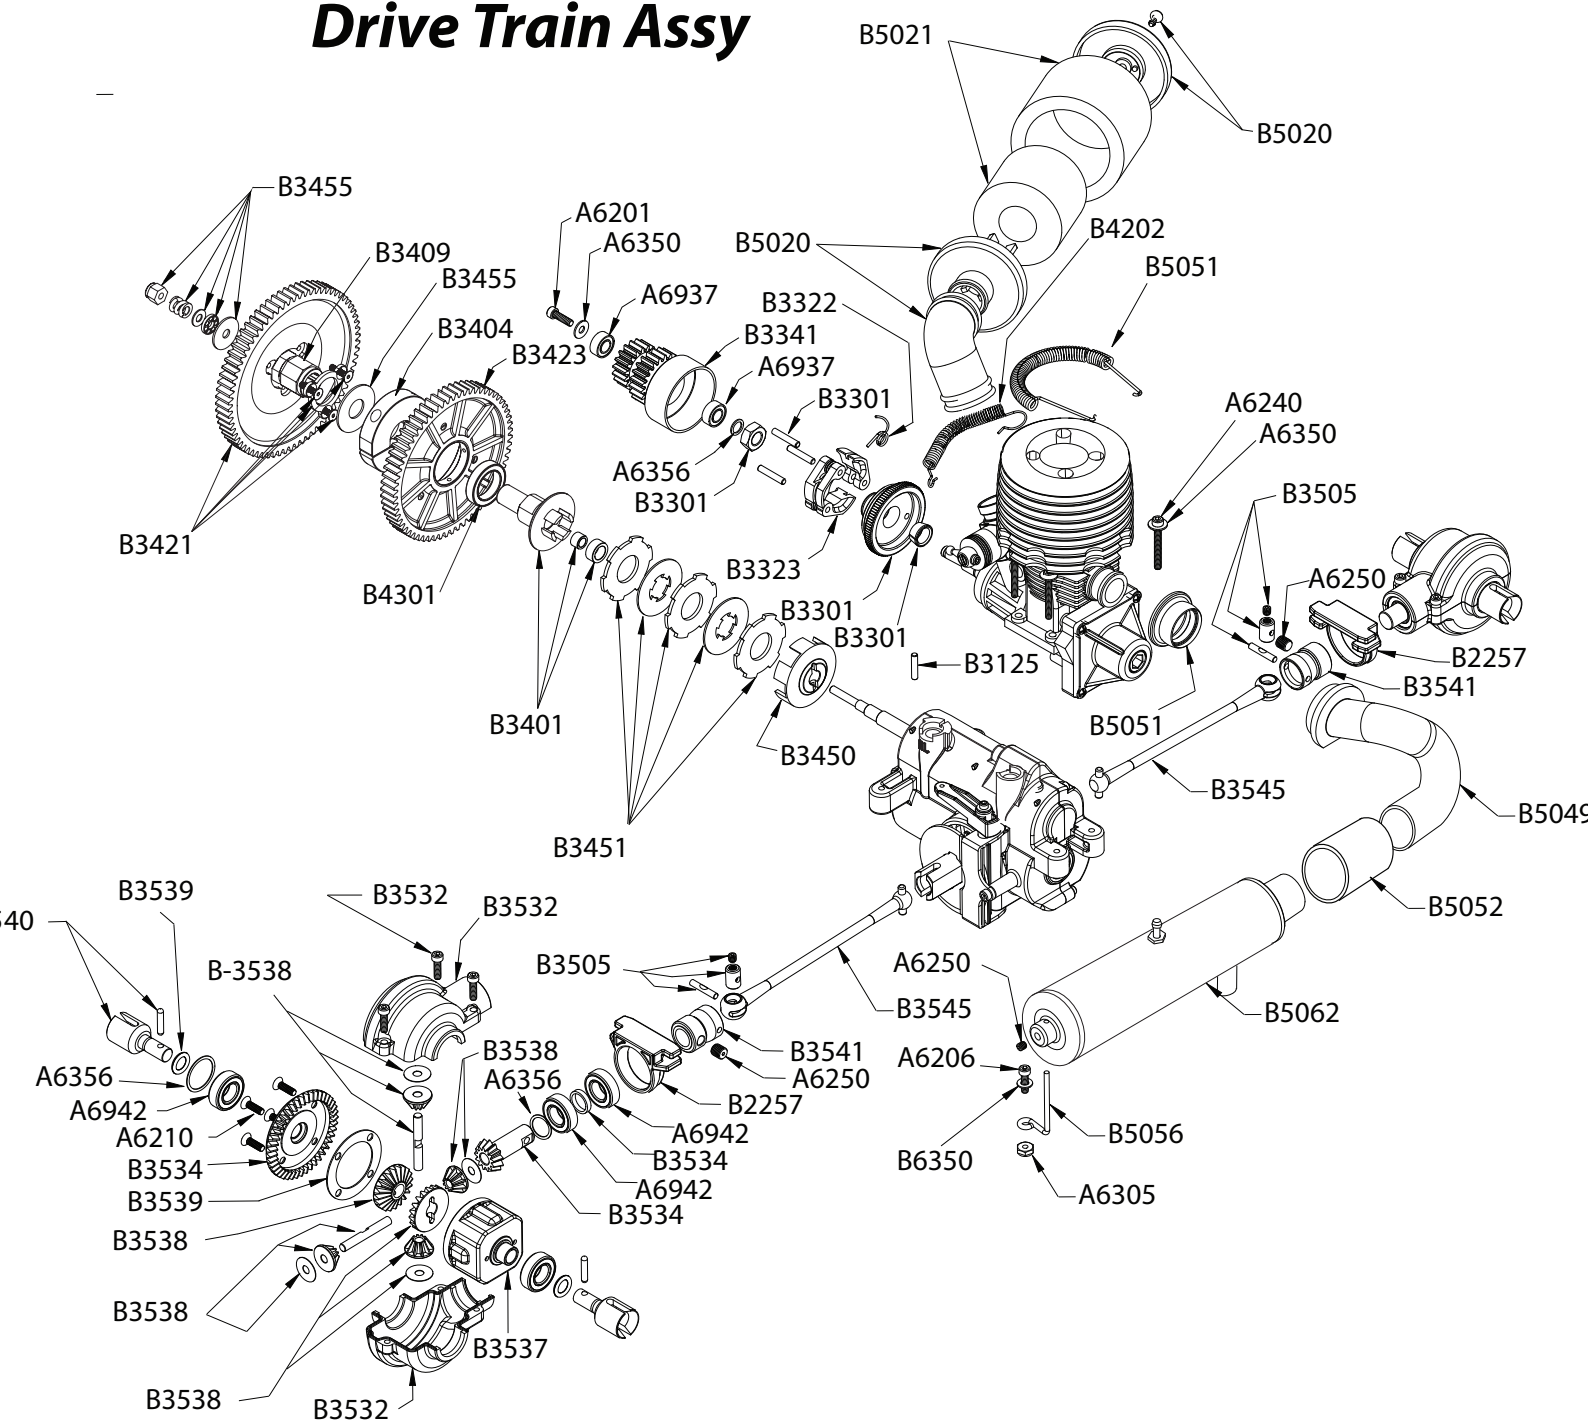 Drive Train Assy
B5021
B5020
B3455
A6201
A6350
B5020
B4202
B3409
B3455
B5051
A6937
B3322
B3404
B3341
B3423
A6937
B3301
A6240
A6350
A6356
B3301
B3505
B3421
B3323
A6250
B4301
B3301
B3301
B3125
B2257
B3541
B3401
B5051
B3450
B3545
B5049
B3451
B3539
B3532
B3532
540
B5052
B-3538
B3505
A6250
B3545
B5062
B3538
B3541
A6356
A6356
A6250
A6206
A6942
B2257
A6210
A6942
B5056
B3534
B3534
B6350
B3539
A6942
A6305
B3534
B3538
B3538
B3537
B3538
B3532